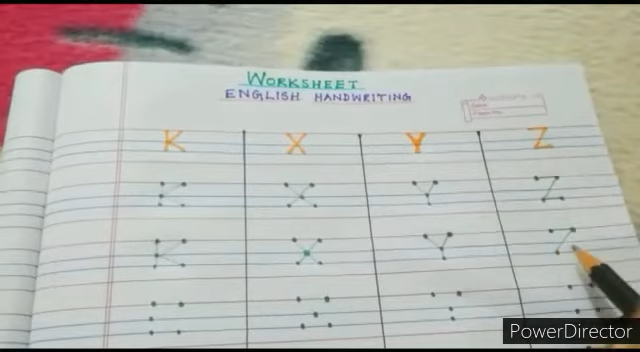 WORKSHEET
ENGLISH HANDWRITING
K X Y Z
K X Y Z
K X Y Z
PowerDirector